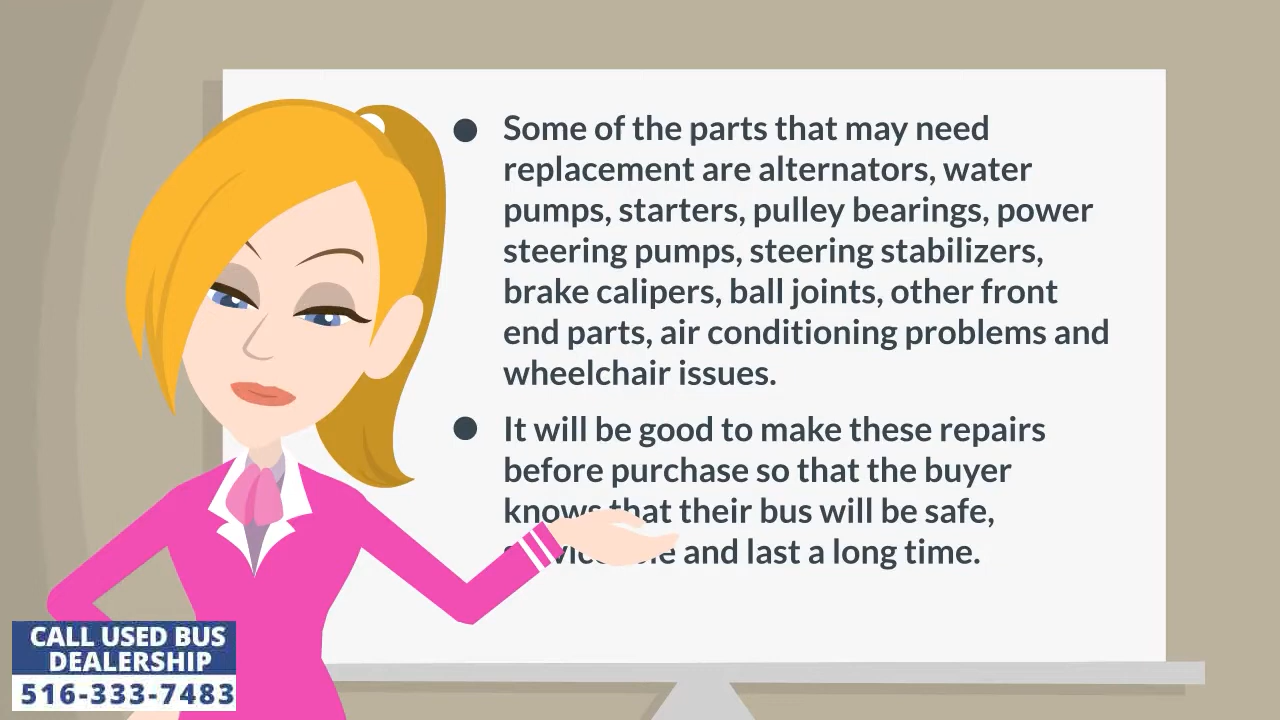 Some of the parts that may need
replacement are alternators, water
pumps, starters, pulley bearings, power
steering pumps, steering stabilizers,
brake calipers, ball joints, other front
end parts, air conditioning problems and
wheelchair issues.
It will be good to make these repairs
before purchase so that the buyer
knows that their bus will be safe,
and last a long time.
CALL USED BUS
DEALERSHIP
516-333-7483